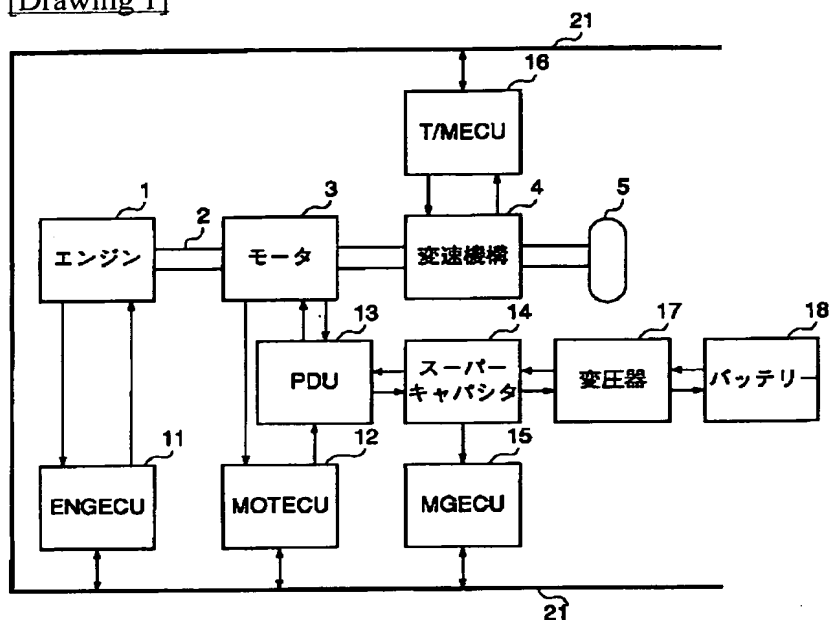 [Drawing 1]
21
16
T/MECU
1
2
3
4
5
エンジン
モータ
変速機構
13
14
17
18
PDU
スーパー
キャパシタ
変圧器
バッテリー
11
12
15
ENGECU
MOTECU
MGECU
21